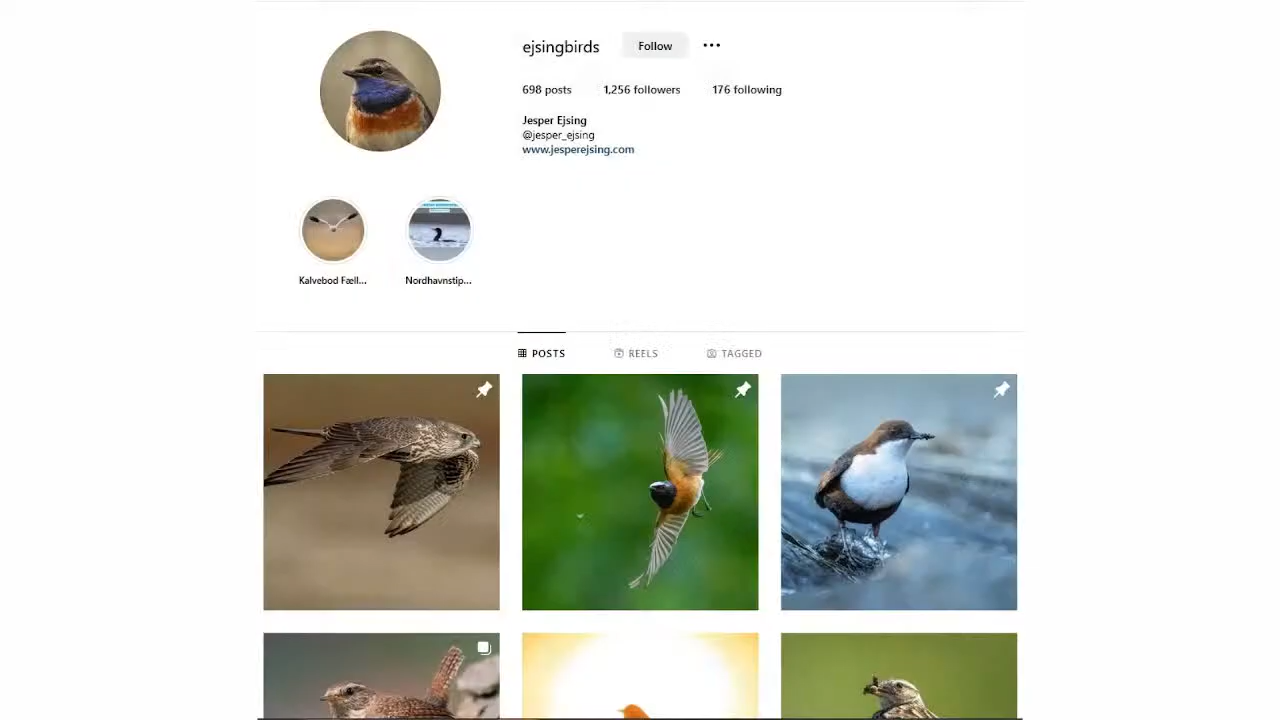 ejsingbirds Follow
698 posts 1,256 followers 176 following
Jesper Ejsing
@jesper_ejsing
www.jesperejsing.com
Kalvebod Fæll... Nordhavnstip...
POSTS REELS TAGGED